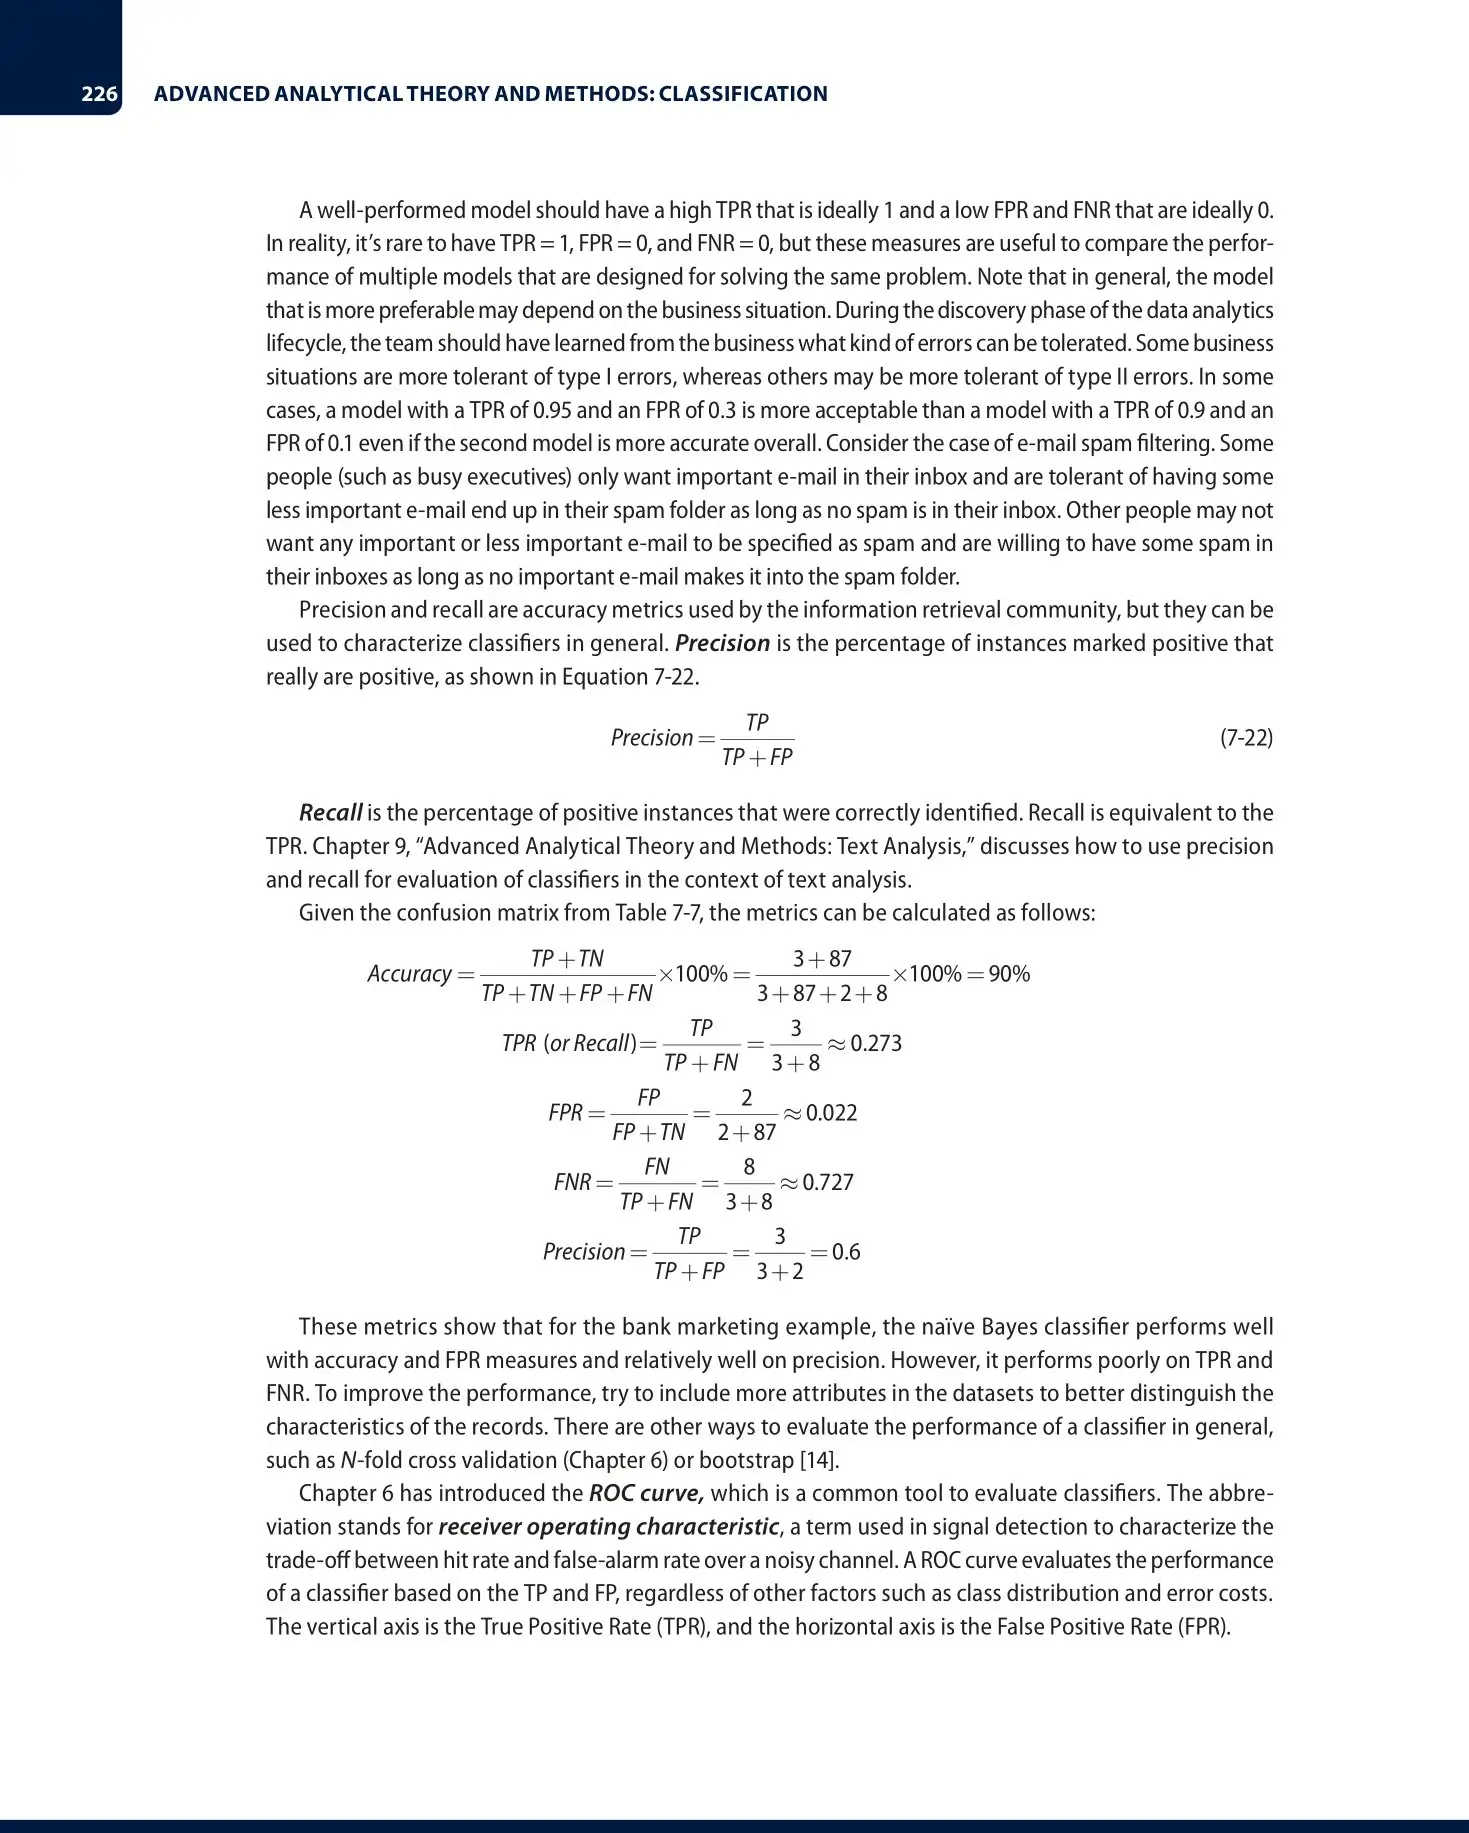 226 ADVANCED ANALYTICAL THEORY AND METHODS: CLASSIFICATION
A well-performed model should have a high TPR that is ideally 1 and a low FPR and FNR that are ideally 0.
In reality, it’s rare to have TPR = 1, FPR = 0, and FNR = 0, but these measures are useful to compare the perfor-
mance of multiple models that are designed for solving the same problem. Note that in general, the model
that is more preferable may depend on the business situation. During the discovery phase of the data analytics
lifecycle, the team should have learned from the business what kind of errors can be tolerated. Some business
situations are more tolerant of type I errors, whereas others may be more tolerant of type II errors. In some
cases, a model with a TPR of 0.95 and an FPR of 0.3 is more acceptable than a model with a TPR of 0.9 and an
FPR of 0.1 even if the second model is more accurate overall. Consider the case of e-mail spam filtering. Some
people (such as busy executives) only want important e-mail in their inbox and are tolerant of having some
less important e-mail end up in their spam folder as long as no spam is in their inbox. Other people may not
want any important or less important e-mail to be specified as spam and are willing to have some spam in
their inboxes as long as no important e-mail makes it into the spam folder.
Precision and recall are accuracy metrics used by the information retrieval community, but they can be
used to characterize classifiers in general. Precision is the percentage of instances marked positive that
really are positive, as shown in Equation 7-22.
Precision = TP / (TP + FP) (7-22)
Recall is the percentage of positive instances that were correctly identified. Recall is equivalent to the
TPR. Chapter 9, “Advanced Analytical Theory and Methods: Text Analysis,” discusses how to use precision
and recall for evaluation of classifiers in the context of text analysis.
Given the confusion matrix from Table 7-7, the metrics can be calculated as follows:
Accuracy = (TP + TN) / (TP + TN + FP + FN) ×100% = (3 + 87) / (3 + 87 + 2 + 8) ×100% = 90%
TPR (or Recall) = TP / (TP + FN) = 3 / (3 + 8) ≈ 0.273
FPR = FP / (FP + TN) = 2 / (2 + 87) ≈ 0.022
FNR = FN / (TP + FN) = 8 / (3 + 8) ≈ 0.727
Precision = TP / (TP + FP) = 3 / (3 + 2) = 0.6
These metrics show that for the bank marketing example, the naïve Bayes classifier performs well
with accuracy and FPR measures and relatively well on precision. However, it performs poorly on TPR and
FNR. To improve the performance, try to include more attributes in the datasets to better distinguish the
characteristics of the records. There are other ways to evaluate the performance of a classifier in general,
such as N-fold cross validation (Chapter 6) or bootstrap [14].
Chapter 6 has introduced the ROC curve, which is a common tool to evaluate classifiers. The abbre-
viation stands for receiver operating characteristic, a term used in signal detection to characterize the
trade-off between hit rate and false-alarm rate over a noisy channel. A ROC curve evaluates the performance
of a classifier based on the TP and FP, regardless of other factors such as class distribution and error costs.
The vertical axis is the True Positive Rate (TPR), and the horizontal axis is the False Positive Rate (FPR).